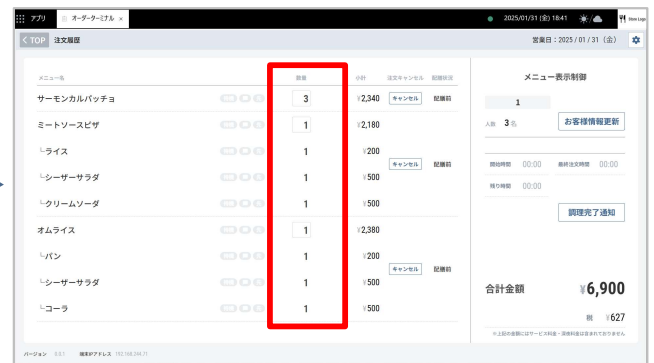 アプリ オーダーターミナル × 2025/01/31 (金) 18:41 Store Logo
< TOP 注文履歴 営業日：2025 / 01 / 31 （金）
メニュー名 数量 小計 注文キャンセル 配膳状況
サーモンカルパッチョ 3 ¥2,340 キャンセル 配膳前
ミートソースピザ 1 ¥2,180
└ライス 1 ¥200
キャンセル 配膳前
└シーザーサラダ 1 ¥500
└クリームソーダ 1 ¥500
オムライス 1 ¥2,380
└パン 1 ¥200
キャンセル 配膳前
└シーザーサラダ 1 ¥500
└コーラ 1 ¥500
メニュー表示制御
1
人数 3 名 お客様情報更新
開始時間 00:00 最終注文時間 00:00
残り時間 00:00
調理完了通知
合計金額 ¥6,900
税 ¥627
※上記の金額にはサービス料金・深夜料金は含まれておりません
バージョン 0.0.1 端末IPアドレス